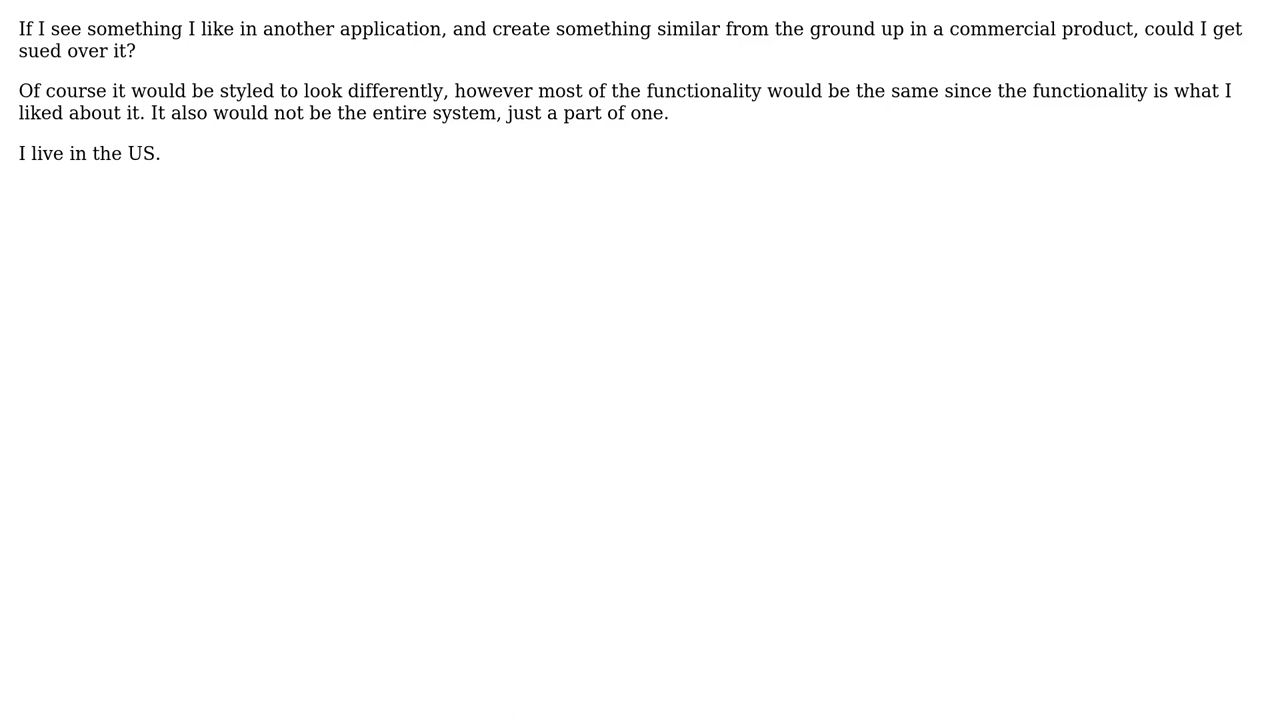 If I see something I like in another application, and create something similar from the ground up in a commercial product, could I get
sued over it?
Of course it would be styled to look differently, however most of the functionality would be the same since the functionality is what I
liked about it. It also would not be the entire system, just a part of one.
I live in the US.